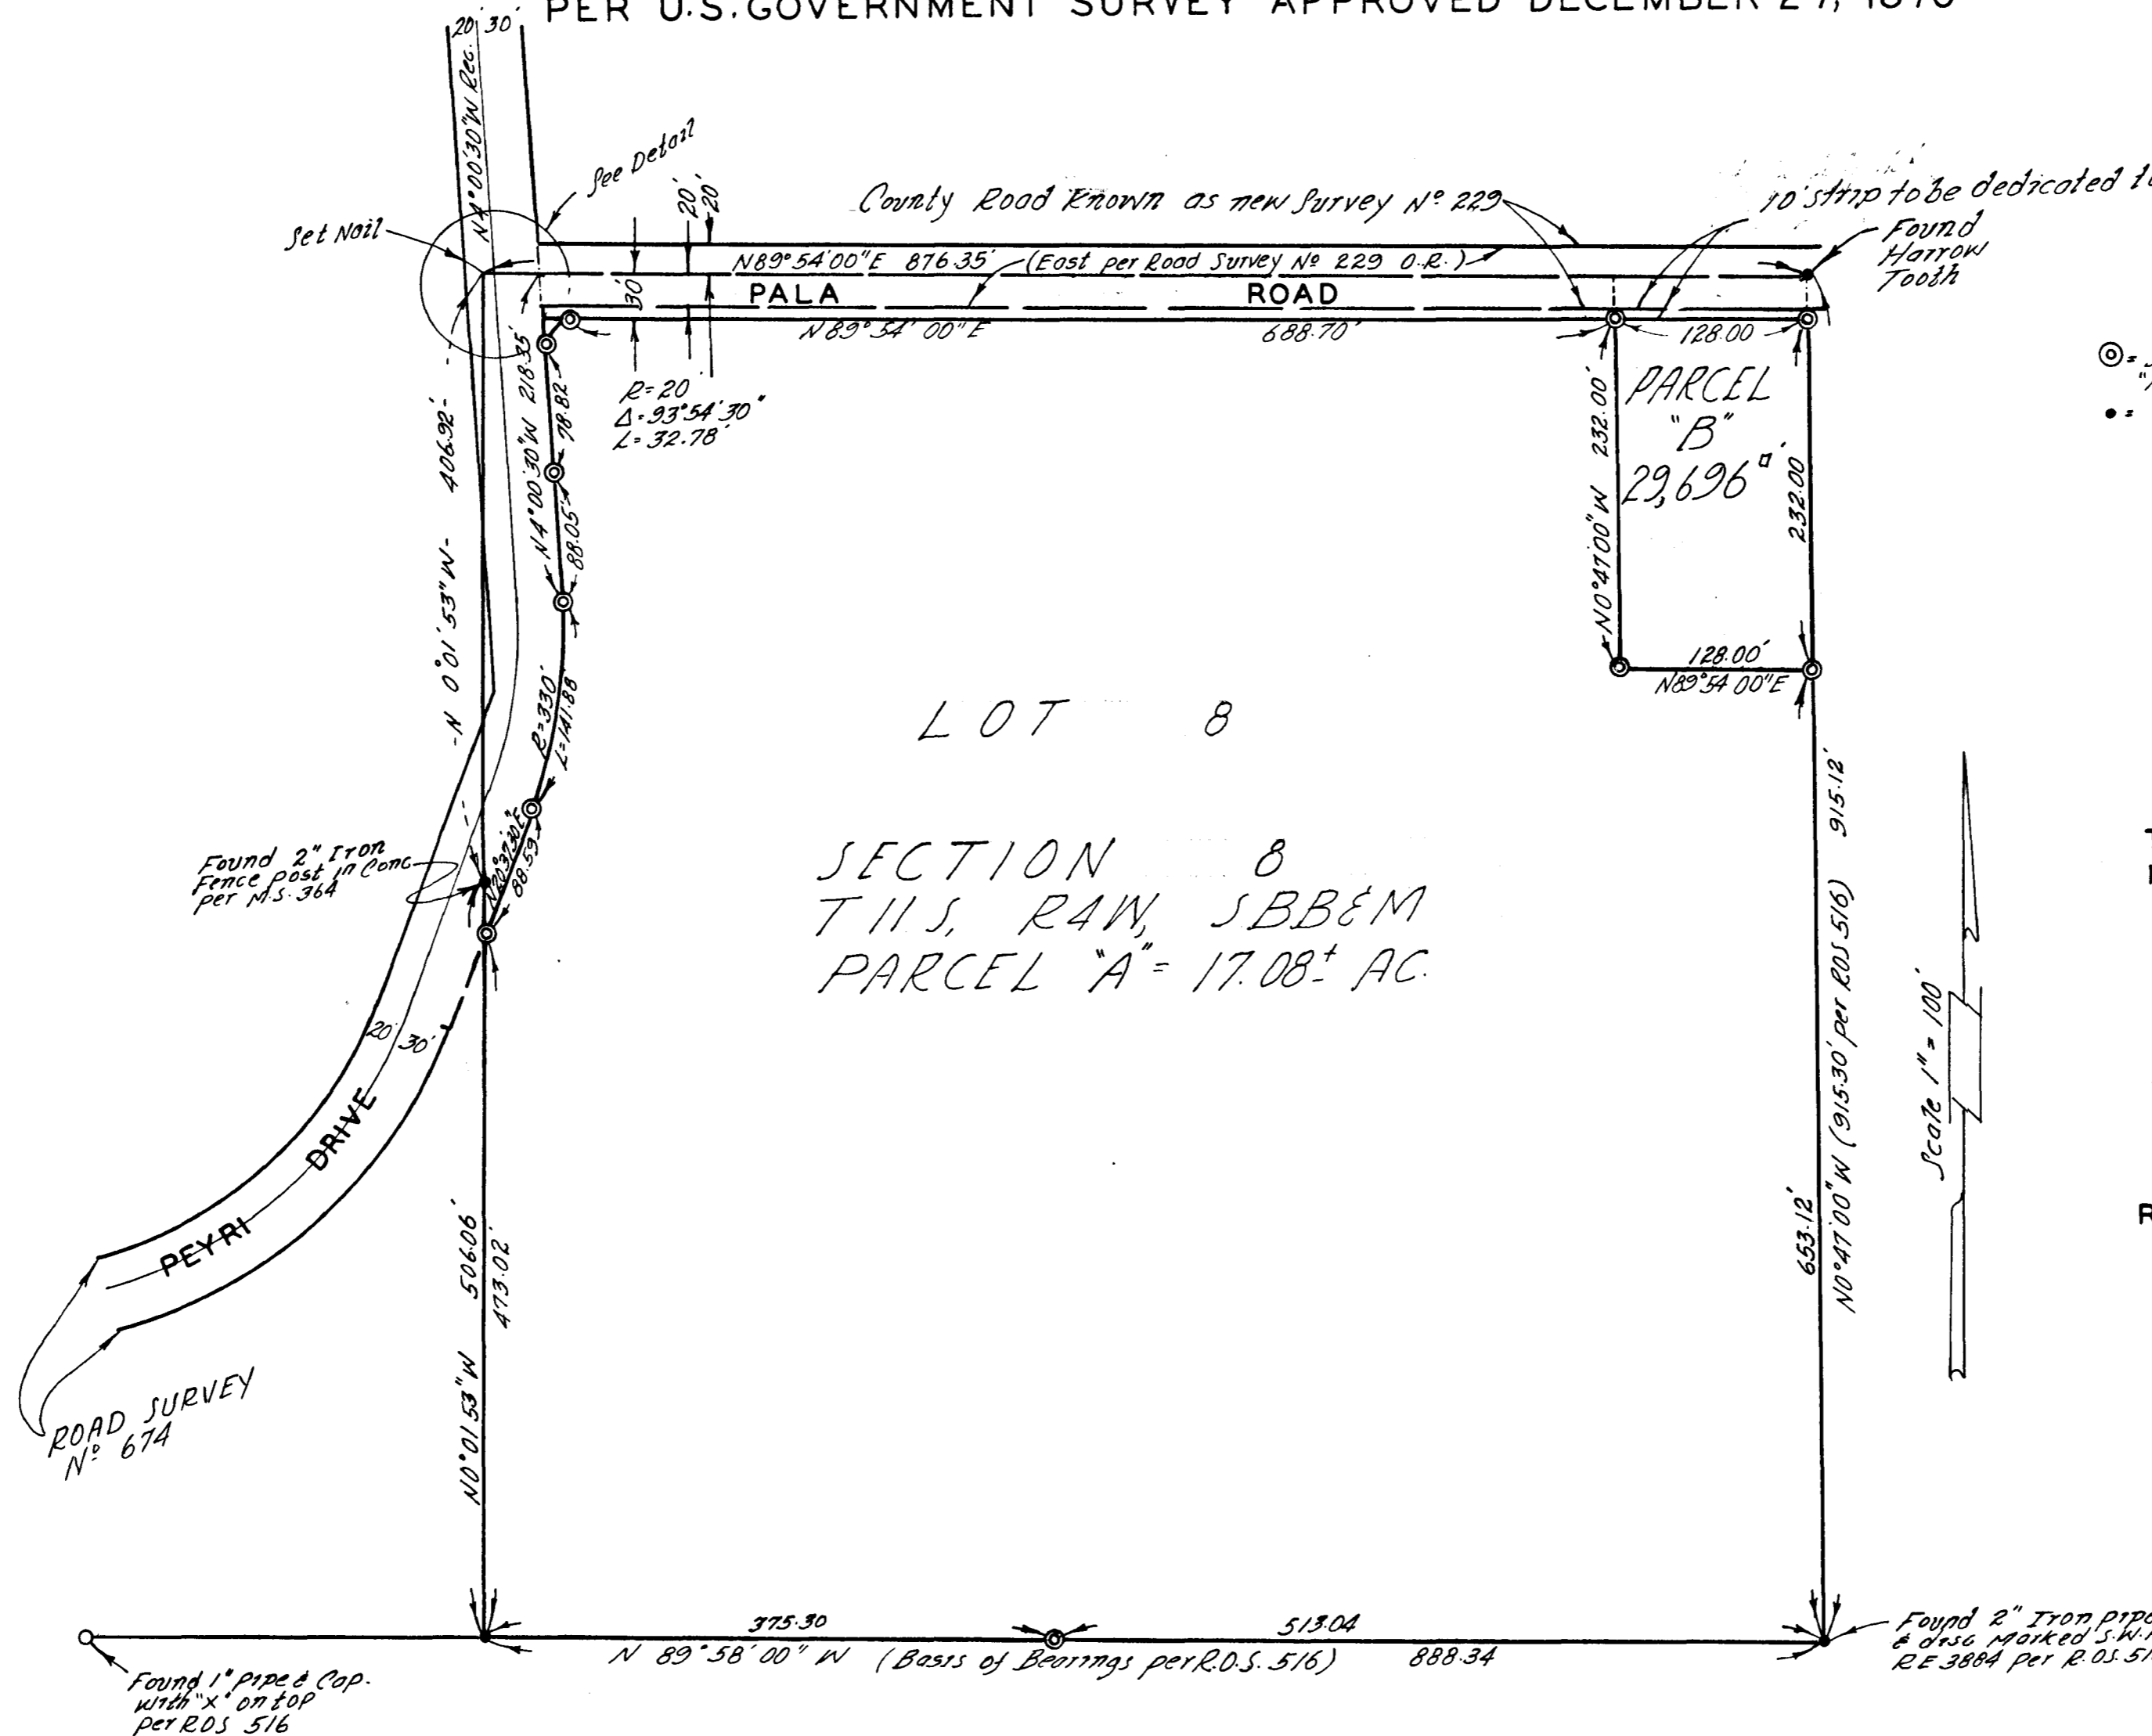 PER U.S. GOVERNMENT SURVEY APPROVED DECEMBER 27, 1870
20' 30'
N4°00'30"W Rec.
See Detail
Set Nail
County Road Known as new Survey Nº 229
10' strip to be dedicated to
Found
Harrow
Tooth
20'
20'
N89°54'00"E 876.35' (East per Road Survey Nº 229 O.R.)
30'
PALA ROAD
N89°54'00"E 688.70'
128.00
R=20'
Δ=93°54'30"
L=32.78'
PARCEL
"B"
29,696
N0°47'00"W 232.00'
232.00
128.00'
N89°54'00"E
-N 0°01'53"W- 406.92'-
N4°00'30"W 218.35'
78.82
88.05
R=330'
L=141.88
N20°37'30"E
88.59
LOT 8
SECTION 8
T11S, R4W, SBB&M
PARCEL "A" = 17.08± AC.
Found 2" Iron
Fence post in Conc
per M.S. 364
20' 30'
PEYRI DRIVE
ROAD SURVEY
Nº 674
N0°01'53"W 506.06'
473.02'
653.12'
N0°47'00"W (915.30' per ROS 516) 915.12'
Scale 1" = 100'
R
375.30
513.04
N 89°58'00" W (Basis of Bearings per R.O.S. 516) 888.34
Found 1" pipe & Cap.
with "X" on top
per ROS 516
Found 2" Iron pipe
& disc Marked S.W.
RE 3884 per R.OS. 51